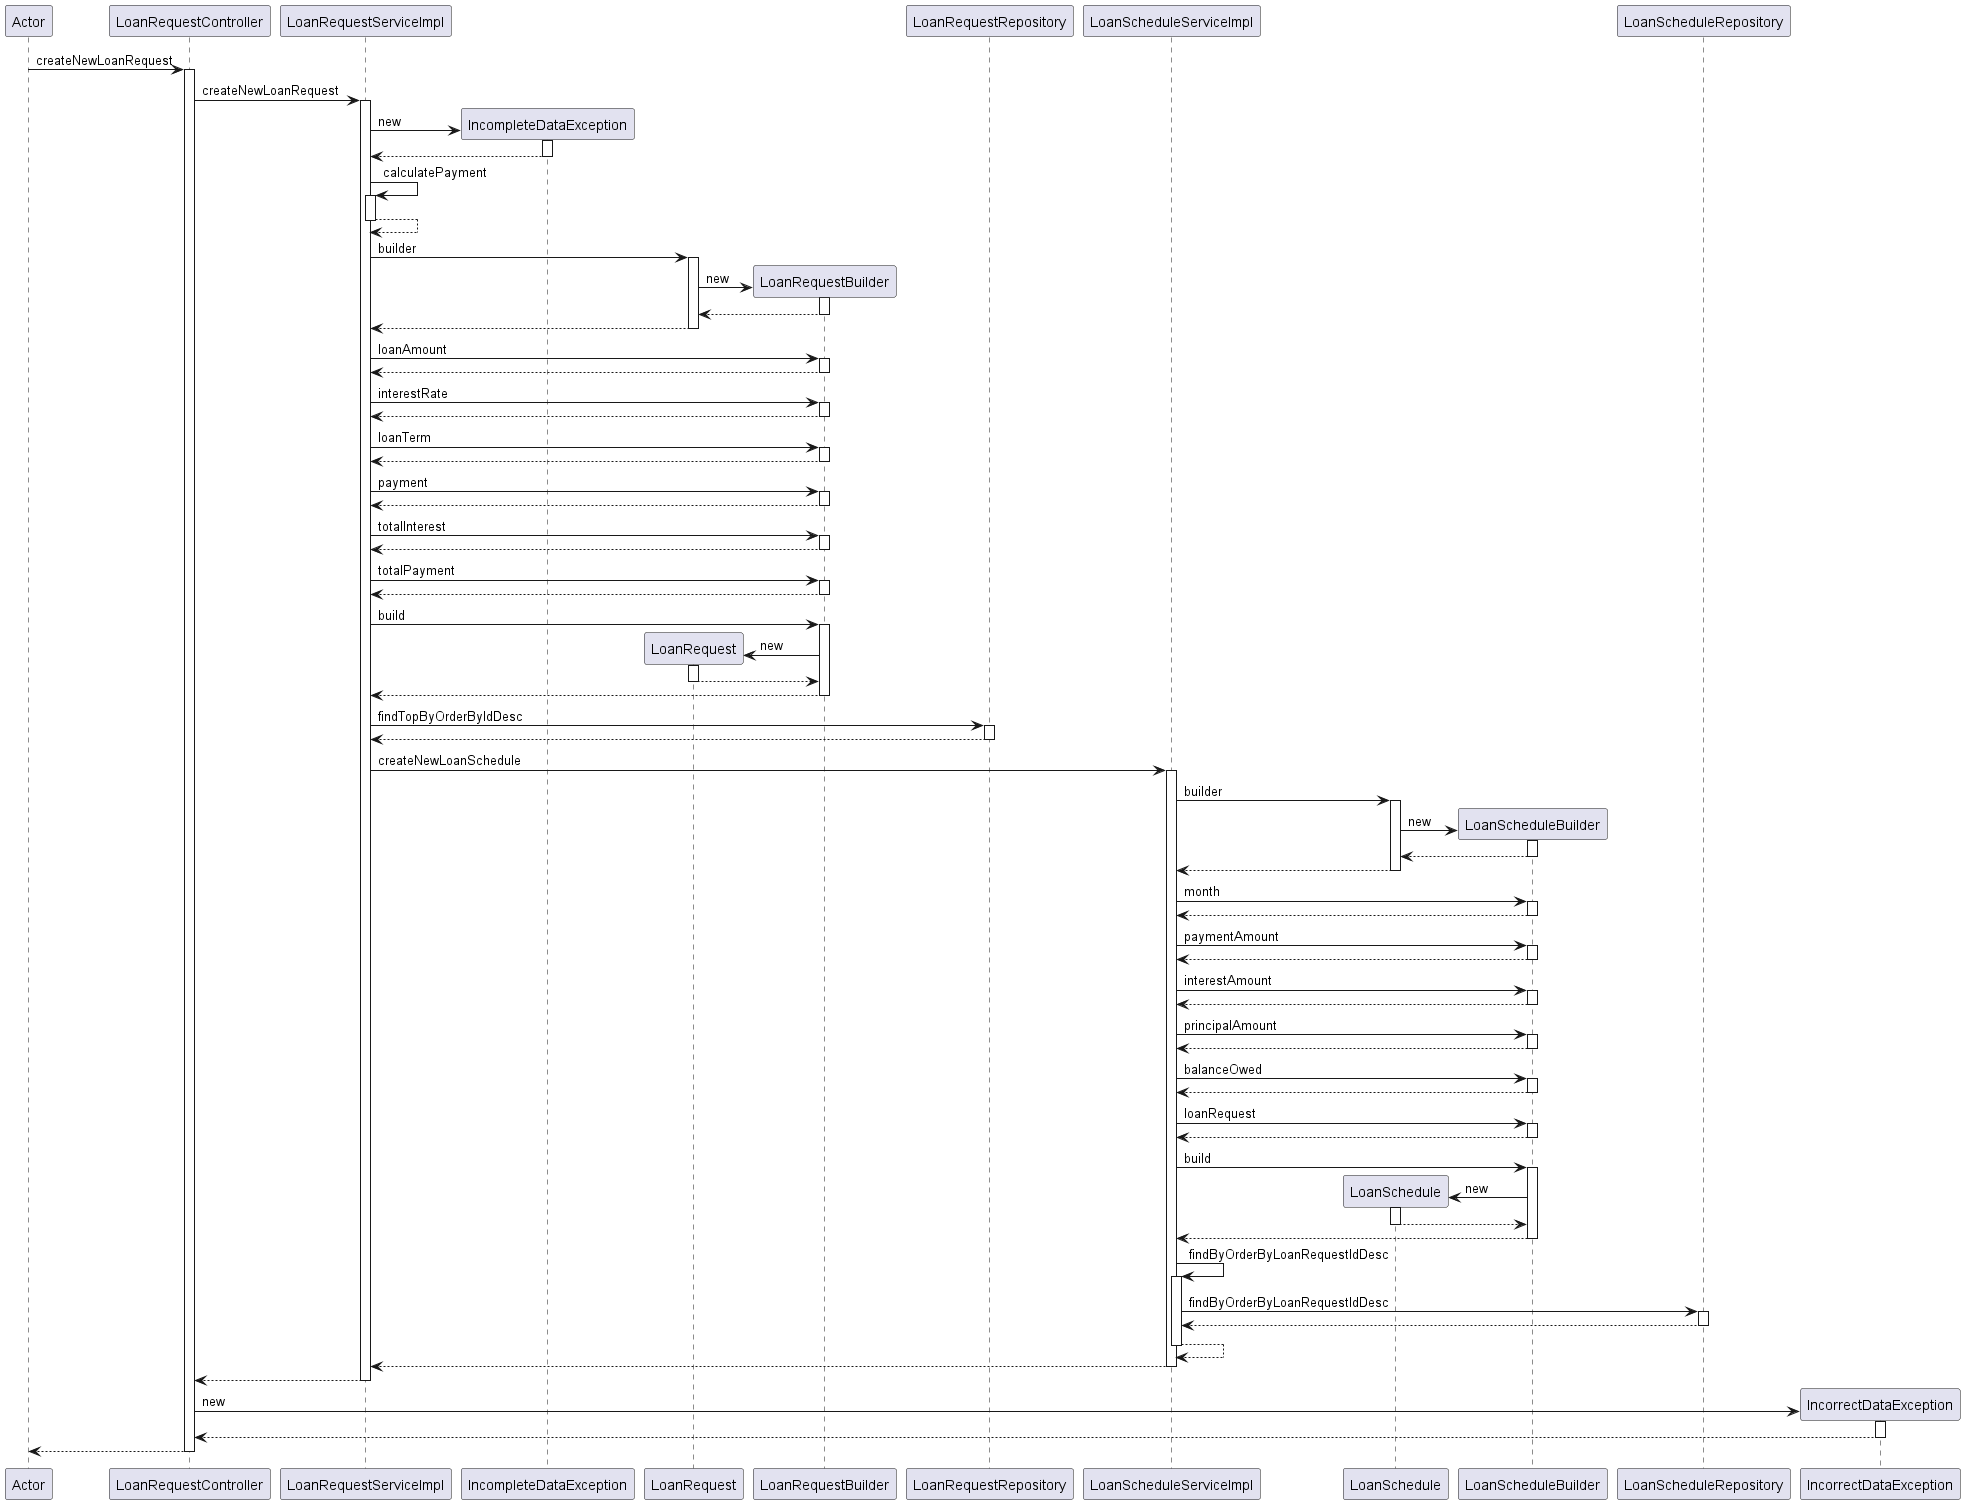 Actor
LoanRequestController
LoanRequestServiceImpl
LoanRequestRepository
LoanScheduleServiceImpl
LoanScheduleRepository
createNewLoanRequest
createNewLoanRequest
new
IncompleteDataException
calculatePayment
builder
new
LoanRequestBuilder
loanAmount
interestRate
loanTerm
payment
totalInterest
totalPayment
build
LoanRequest
new
findTopByOrderByIdDesc
createNewLoanSchedule
builder
new
LoanScheduleBuilder
month
paymentAmount
interestAmount
principalAmount
balanceOwed
loanRequest
build
LoanSchedule
new
findByOrderByLoanRequestIdDesc
findByOrderByLoanRequestIdDesc
new
IncorrectDataException
Actor
LoanRequestController
LoanRequestServiceImpl
IncompleteDataException
LoanRequest
LoanRequestBuilder
LoanRequestRepository
LoanScheduleServiceImpl
LoanSchedule
LoanScheduleBuilder
LoanScheduleRepository
IncorrectDataException